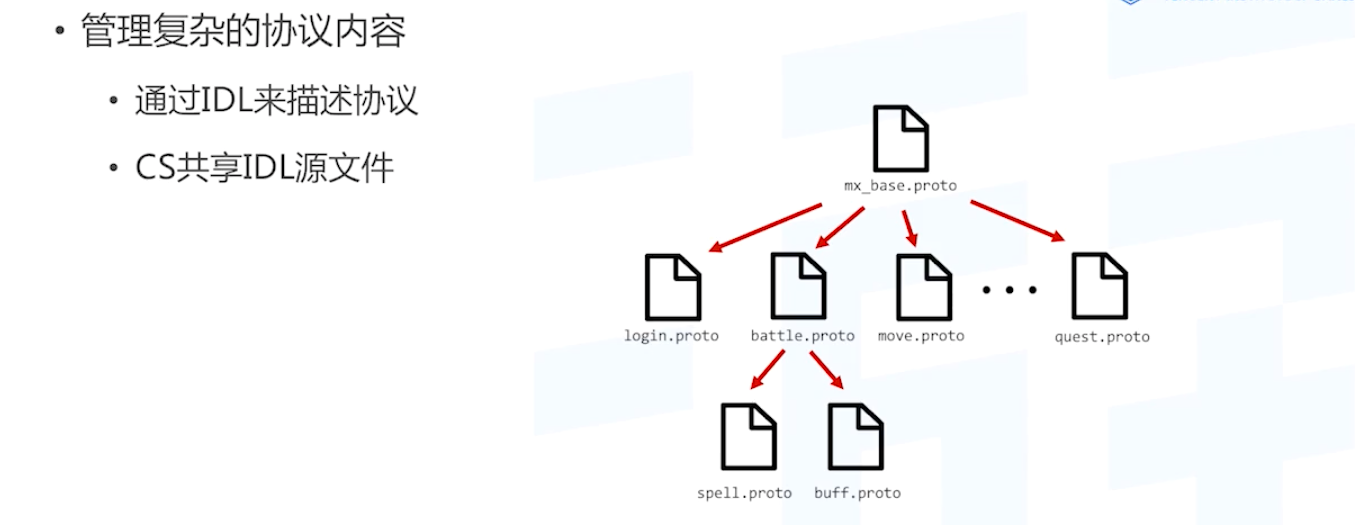 • 管理复杂的协议内容
• 通过IDL来描述协议
• CS共享IDL源文件
mx_base.proto
login.proto battle.proto move.proto quest.proto
spell.proto buff.proto